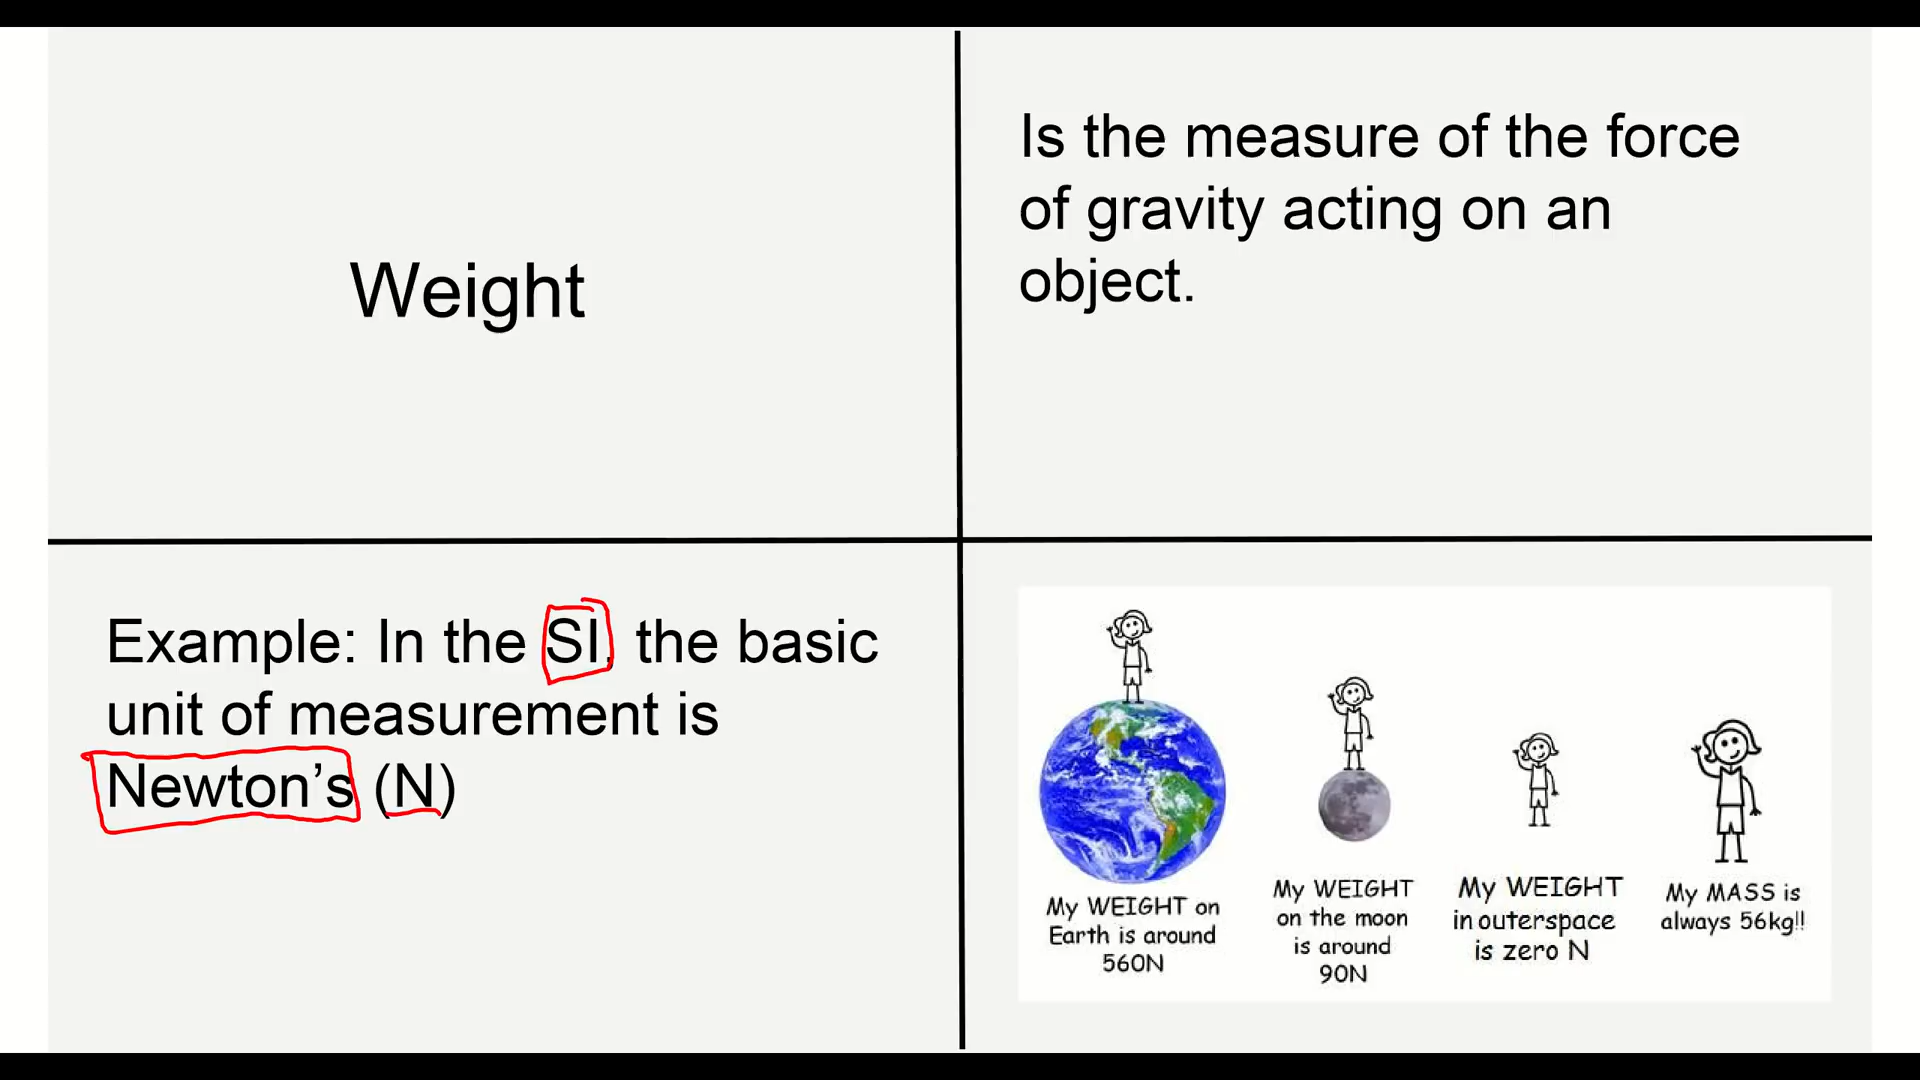 Weight
Is the measure of the force
of gravity acting on an
object.
Example: In the SI, the basic
unit of measurement is
Newton’s (N)
My WEIGHT on
Earth is around
560N
My WEIGHT
on the moon
is around
90N
My WEIGHT
in outerspace
is zero N
My MASS is
always 56kg!!